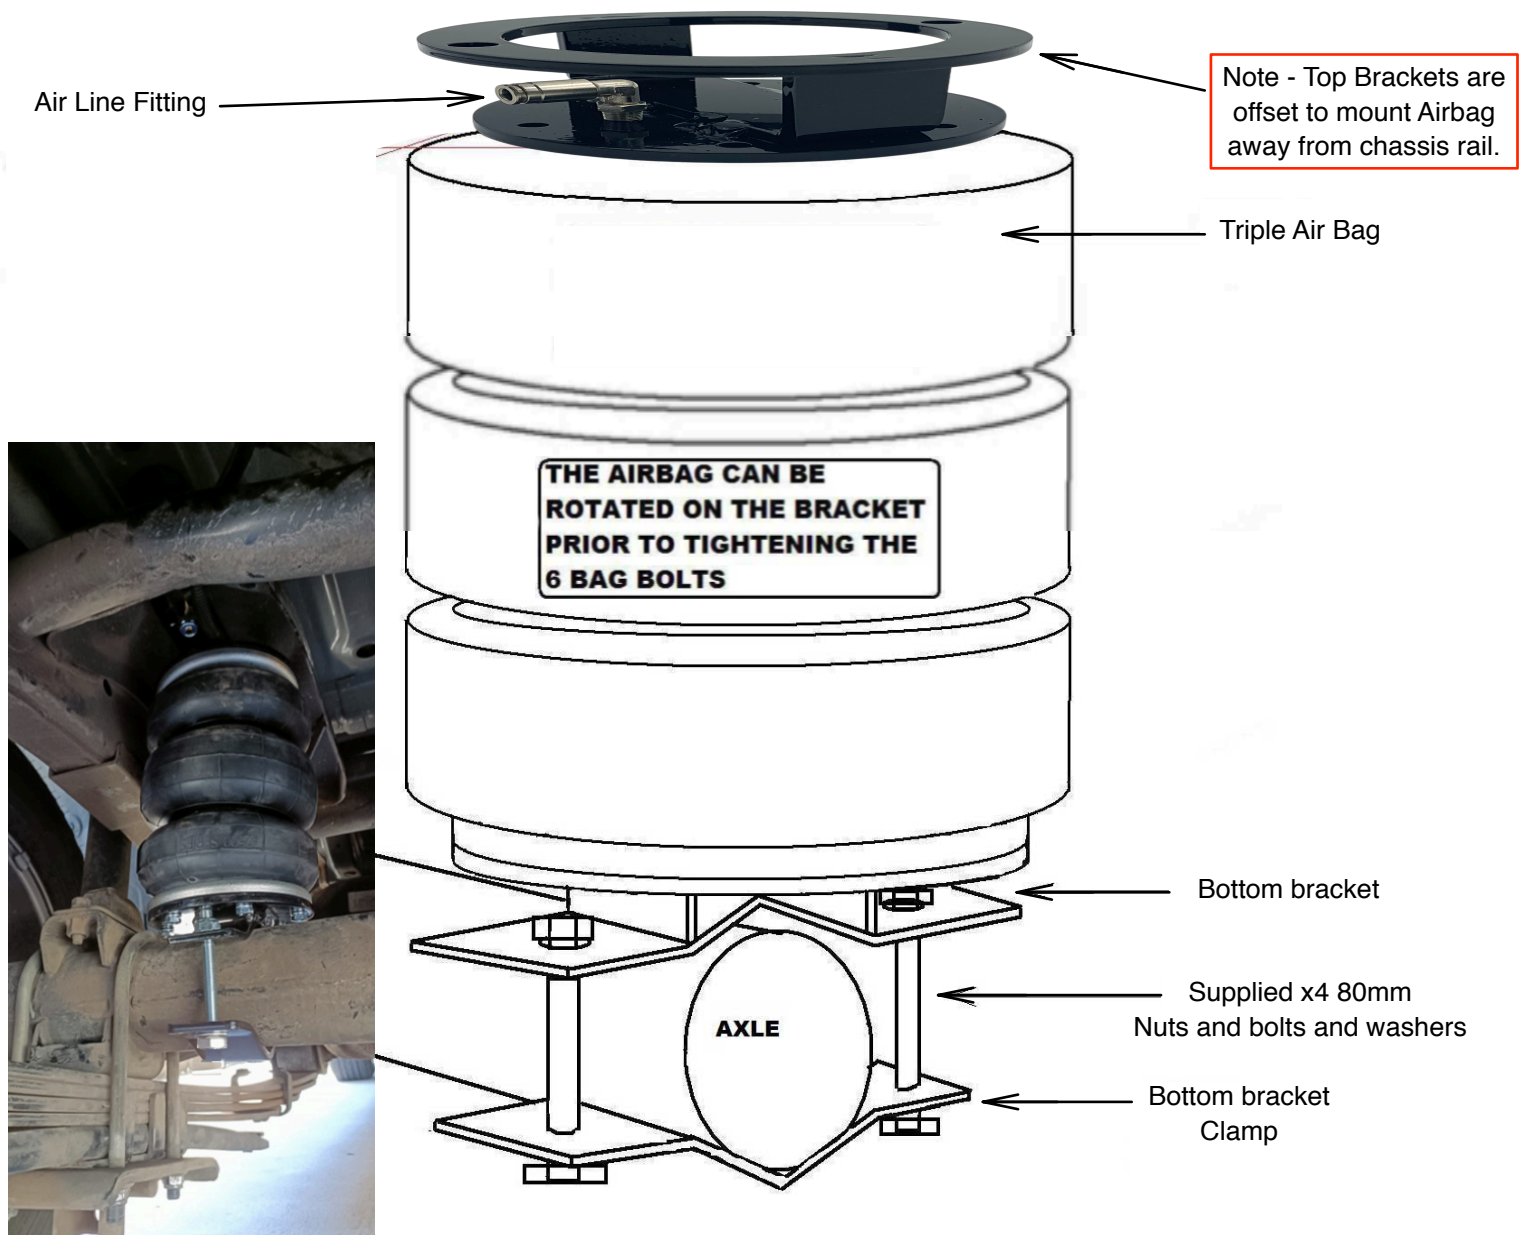 Air Line Fitting
Note - Top Brackets are
offset to mount Airbag
away from chassis rail.
Triple Air Bag
THE AIRBAG CAN BE
ROTATED ON THE BRACKET
PRIOR TO TIGHTENING THE
6 BAG BOLTS
Bottom bracket
AXLE
Supplied x4 80mm
Nuts and bolts and washers
Bottom bracket
Clamp